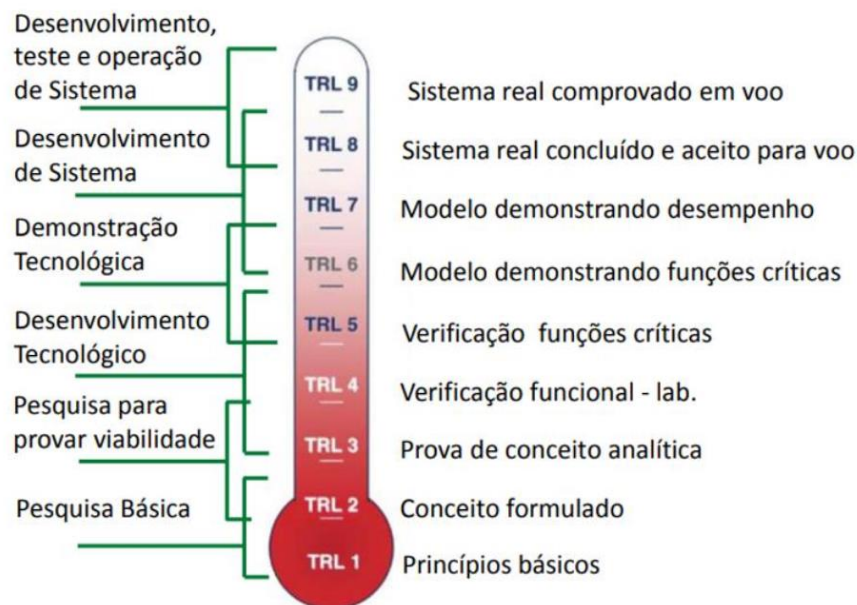 Desenvolvimento,
teste e operação
de Sistema
Desenvolvimento
de Sistema
Demonstração
Tecnológica
Desenvolvimento
Tecnológico
Pesquisa para
provar viabilidade
Pesquisa Básica
TRL 9
TRL 8
TRL 7
TRL 6
TRL 5
TRL 4
TRL 3
TRL 2
TRL 1
Sistema real comprovado em voo
Sistema real concluído e aceito para voo
Modelo demonstrando desempenho
Modelo demonstrando funções críticas
Verificação funções críticas
Verificação funcional - lab.
Prova de conceito analítica
Conceito formulado
Princípios básicos